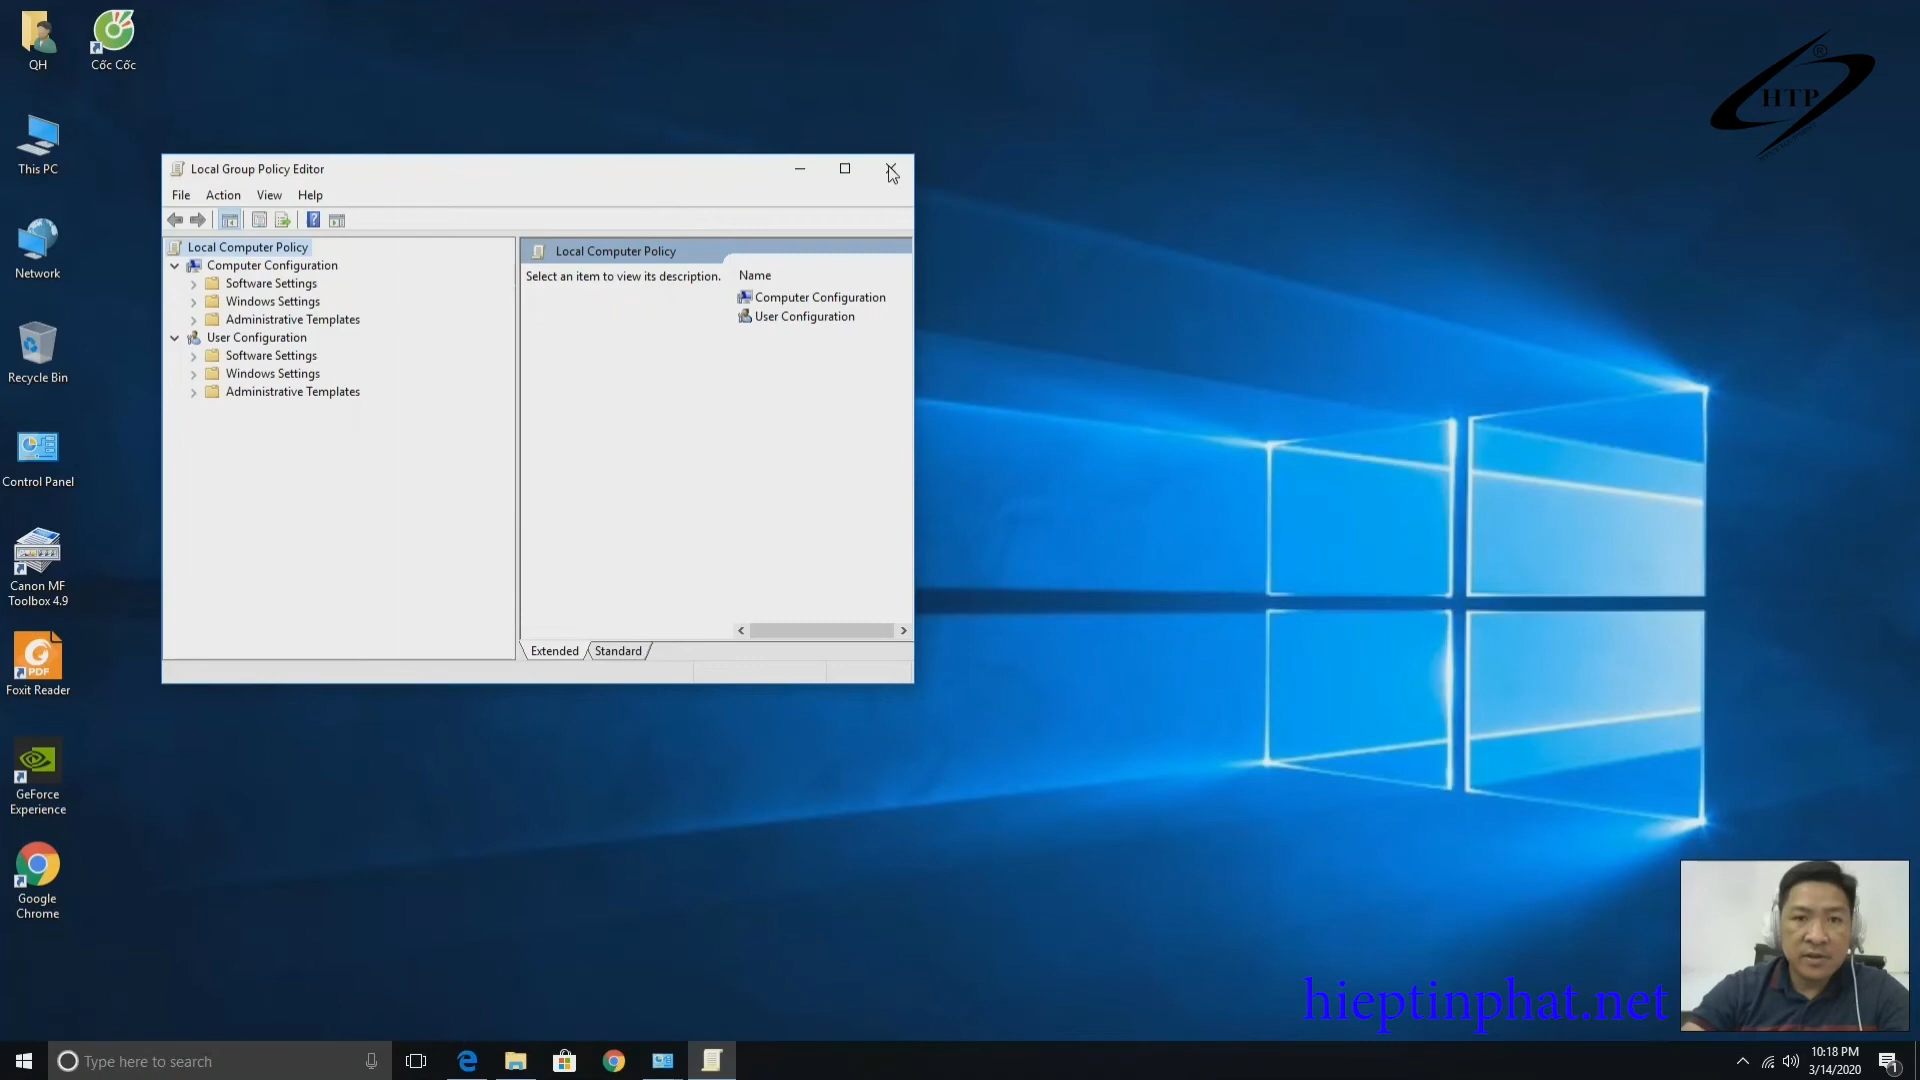 QH
Cốc Cốc
This PC
Network
Recycle Bin
Control Panel
Canon MF
Toolbox 4.9
PDF
Foxit Reader
GeForce
Experience
Google
Chrome
HTP
®
Local Group Policy Editor
File Action View Help
Local Computer Policy
Computer Configuration
Software Settings
Windows Settings
Administrative Templates
User Configuration
Software Settings
Windows Settings
Administrative Templates
Local Computer Policy
Select an item to view its description.
Name
Computer Configuration
User Configuration
Extended
Standard
hieptinphat.net
Type here to search
10:18 PM
3/14/2020
1